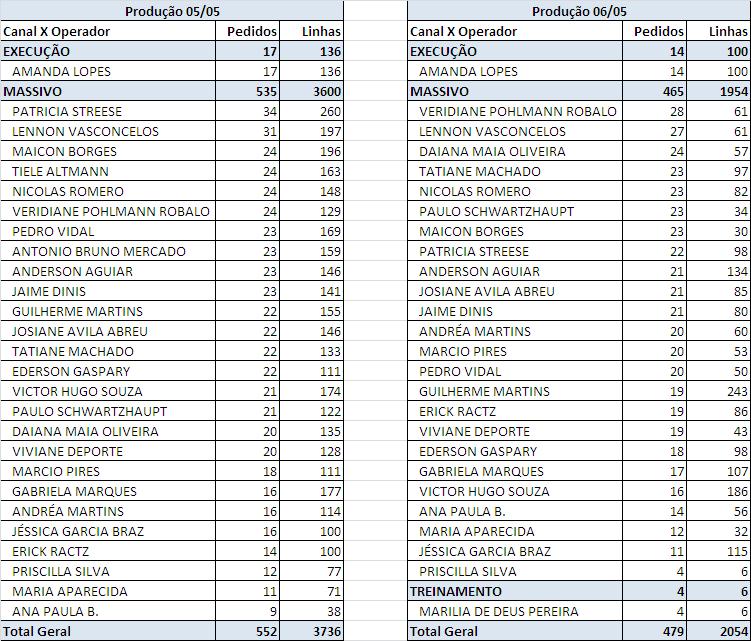 Produção 05/05
Canal X Operador Pedidos Linhas
EXECUÇÃO 17 136
AMANDA LOPES 17 136
MASSIVO 535 3600
PATRICIA STREESE 34 260
LENNON VASCONCELOS 31 197
MAICON BORGES 24 196
TIELE ALTMANN 24 163
NICOLAS ROMERO 24 148
VERIDIANE POHLMANN ROBALO 24 129
PEDRO VIDAL 23 169
ANTONIO BRUNO MERCADO 23 159
ANDERSON AGUIAR 23 146
JAIME DINIS 23 141
GUILHERME MARTINS 22 155
JOSIANE AVILA ABREU 22 146
TATIANE MACHADO 22 133
EDERSON GASPARY 22 111
VICTOR HUGO SOUZA 21 174
PAULO SCHWARTZHAUPT 21 122
DAIANA MAIA OLIVEIRA 20 135
VIVIANE DEPORTE 20 128
MARCIO PIRES 18 111
GABRIELA MARQUES 16 177
ANDRÉA MARTINS 16 114
JÉSSICA GARCIA BRAZ 16 100
ERICK RACTZ 14 100
PRISCILLA SILVA 12 77
MARIA APARECIDA 11 71
ANA PAULA B. 9 38
Total Geral 552 3736
Produção 06/05
Canal X Operador Pedidos Linhas
EXECUÇÃO 14 100
AMANDA LOPES 14 100
MASSIVO 465 1954
VERIDIANE POHLMANN ROBALO 28 61
LENNON VASCONCELOS 27 61
DAIANA MAIA OLIVEIRA 24 57
TATIANE MACHADO 23 97
NICOLAS ROMERO 23 82
PAULO SCHWARTZHAUPT 23 34
MAICON BORGES 23 30
PATRICIA STREESE 22 98
ANDERSON AGUIAR 21 134
JOSIANE AVILA ABREU 21 85
JAIME DINIS 21 80
ANDRÉA MARTINS 20 60
MARCIO PIRES 20 53
PEDRO VIDAL 20 50
GUILHERME MARTINS 19 243
ERICK RACTZ 19 86
VIVIANE DEPORTE 19 43
EDERSON GASPARY 18 98
GABRIELA MARQUES 17 107
VICTOR HUGO SOUZA 16 186
ANA PAULA B. 14 56
MARIA APARECIDA 12 32
JÉSSICA GARCIA BRAZ 11 115
PRISCILLA SILVA 4 6
TREINAMENTO 4 6
MARILIA DE DEUS PEREIRA 4 6
Total Geral 479 2054